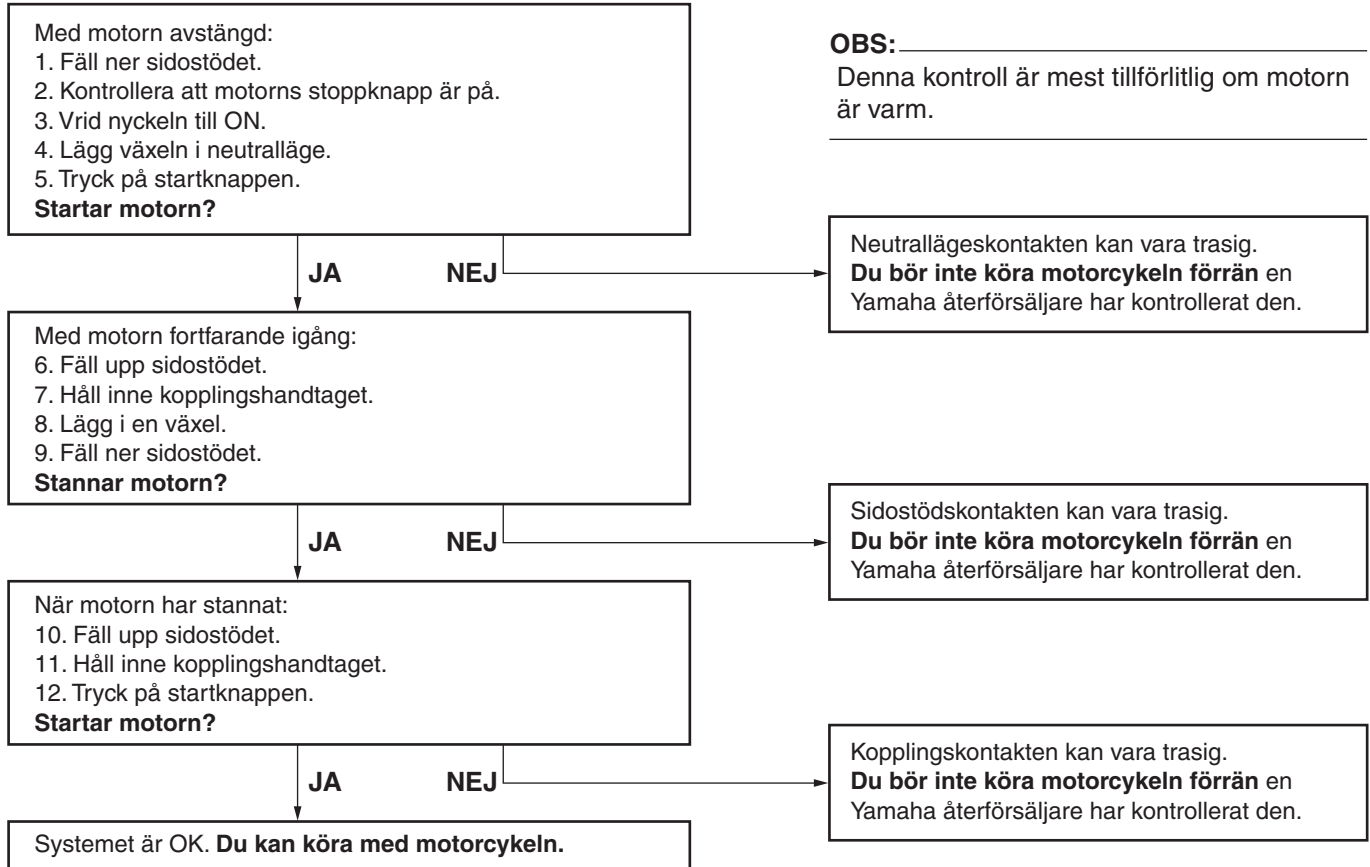 Med motorn avstängd:
1. Fäll ner sidostödet.
2. Kontrollera att motorns stoppknapp är på.
3. Vrid nyckeln till ON.
4. Lägg växeln i neutralläge.
5. Tryck på startknappen.
Startar motorn?
OBS:
Denna kontroll är mest tillförlitlig om motorn
är varm.
JA
NEJ
Neutrallägeskontakten kan vara trasig.
Du bör inte köra motorcykeln förrän en
Yamaha återförsäljare har kontrollerat den.
Med motorn fortfarande igång:
6. Fäll upp sidostödet.
7. Håll inne kopplingshandtaget.
8. Lägg i en växel.
9. Fäll ner sidostödet.
Stannar motorn?
JA
NEJ
Sidostödskontakten kan vara trasig.
Du bör inte köra motorcykeln förrän en
Yamaha återförsäljare har kontrollerat den.
När motorn har stannat:
10. Fäll upp sidostödet.
11. Håll inne kopplingshandtaget.
12. Tryck på startknappen.
Startar motorn?
JA
NEJ
Kopplingskontakten kan vara trasig.
Du bör inte köra motorcykeln förrän en
Yamaha återförsäljare har kontrollerat den.
Systemet är OK. Du kan köra med motorcykeln.